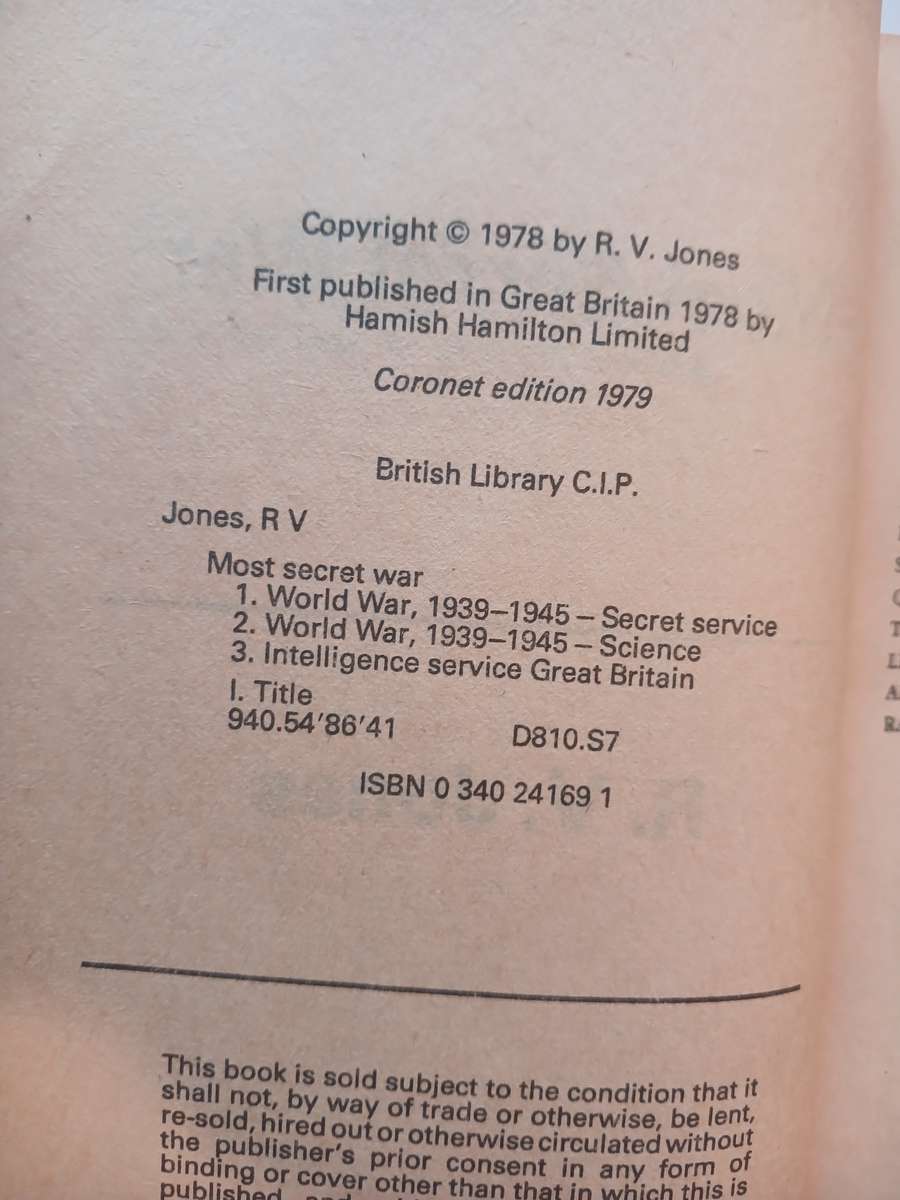 Copyright © 1978 by R. V. Jones
First published in Great Britain 1978 by
Hamish Hamilton Limited
Coronet edition 1979
British Library C.I.P.
Jones, R V
Most secret war
1. World War, 1939–1945 – Secret service
2. World War, 1939–1945 – Science
3. Intelligence service Great Britain
I. Title
940.54'86'41 D810.S7
ISBN 0 340 24169 1
This book is sold subject to the condition that it
shall not, by way of trade or otherwise, be lent,
re-sold, hired out or otherwise circulated without
the publisher's prior consent in any form of
binding or cover other than that in which this is
published and